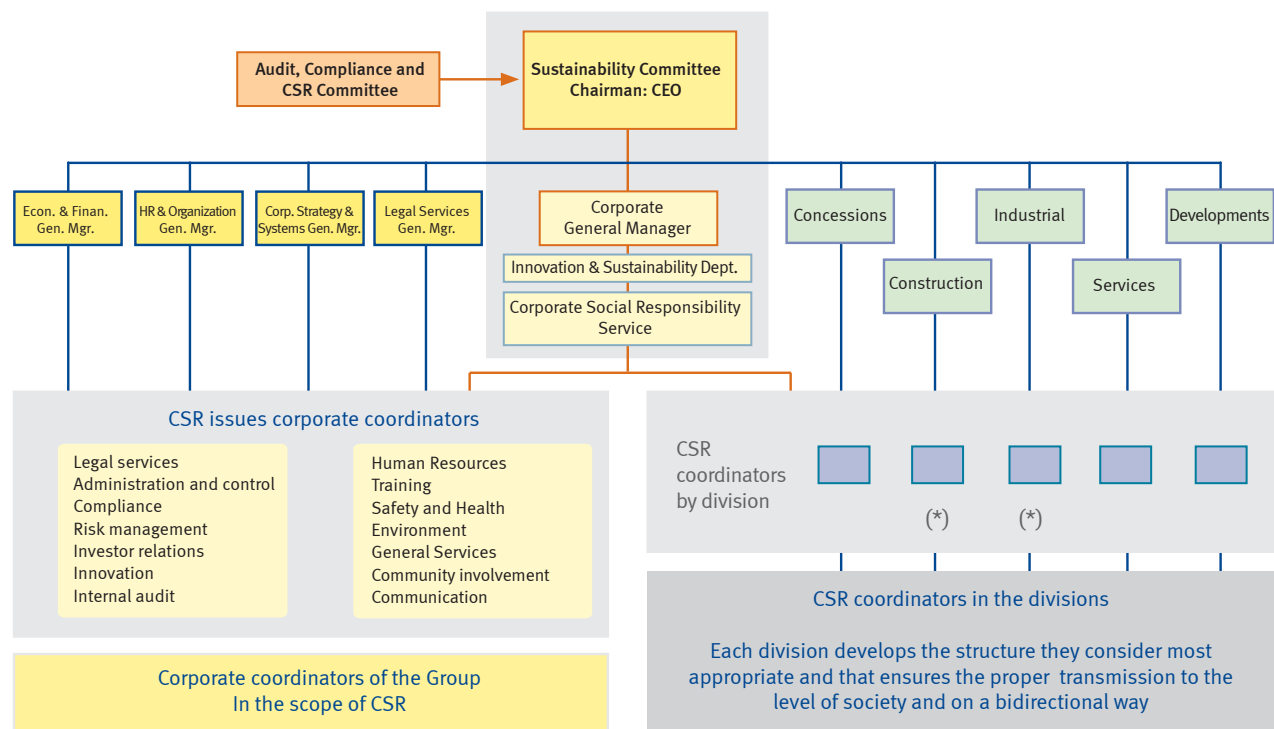 Audit, Compliance and
CSR Committee
Sustainability Committee
Chairman: CEO
Econ. & Finan.
Gen. Mgr.
HR & Organization
Gen. Mgr.
Corp. Strategy &
Systems Gen. Mgr.
Legal Services
Gen. Mgr.
Corporate
General Manager
Innovation & Sustainability Dept.
Corporate Social Responsibility
Service
Concessions
Construction
Industrial
Services
Developments
CSR issues corporate coordinators
Legal services
Administration and control
Compliance
Risk management
Investor relations
Innovation
Internal audit
Human Resources
Training
Safety and Health
Environment
General Services
Community involvement
Communication
Corporate coordinators of the Group
In the scope of CSR
CSR
coordinators
by division
(*)
(*)
CSR coordinators in the divisions
Each division develops the structure they consider most
appropriate and that ensures the proper transmission to the
level of society and on a bidirectional way